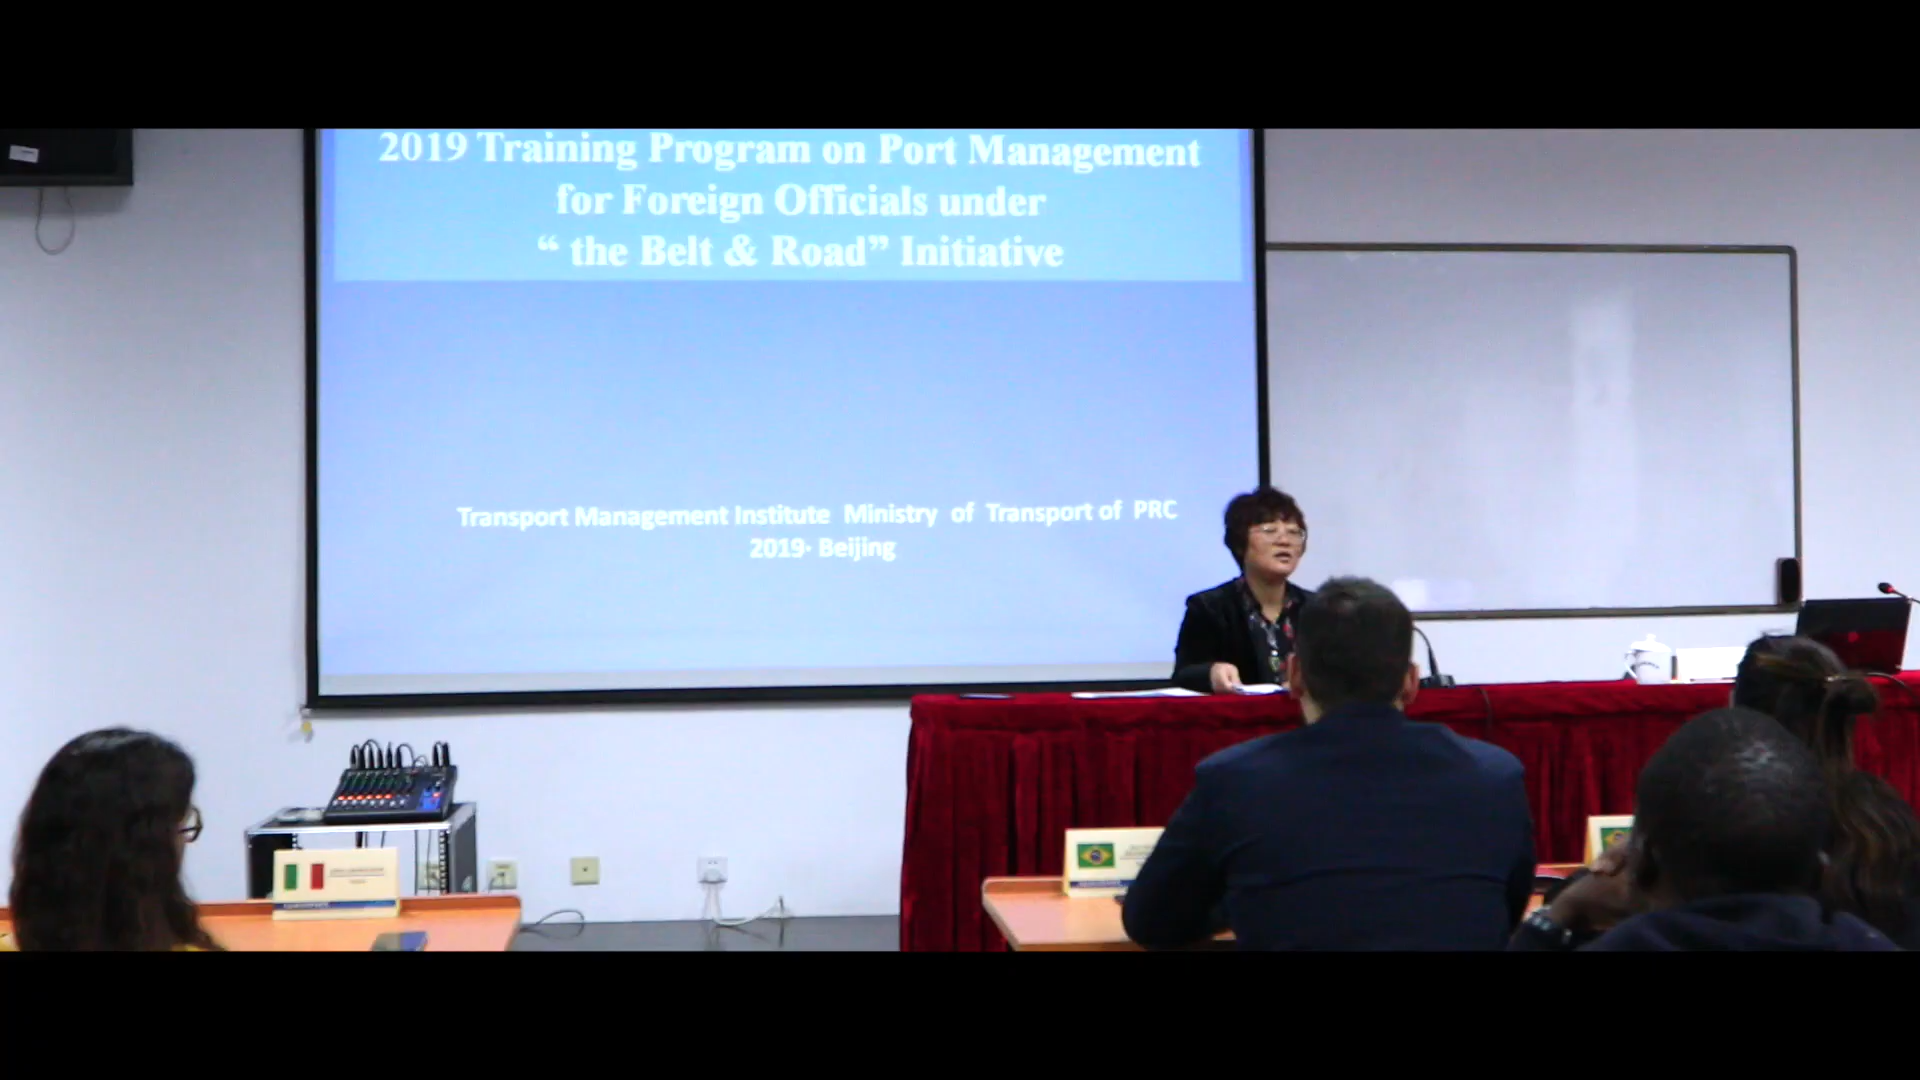 2019 Training Program on Port Management
for Foreign Officials under
“ the Belt & Road” Initiative
Transport Management Institute Ministry of Transport of PRC
2019· Beijing